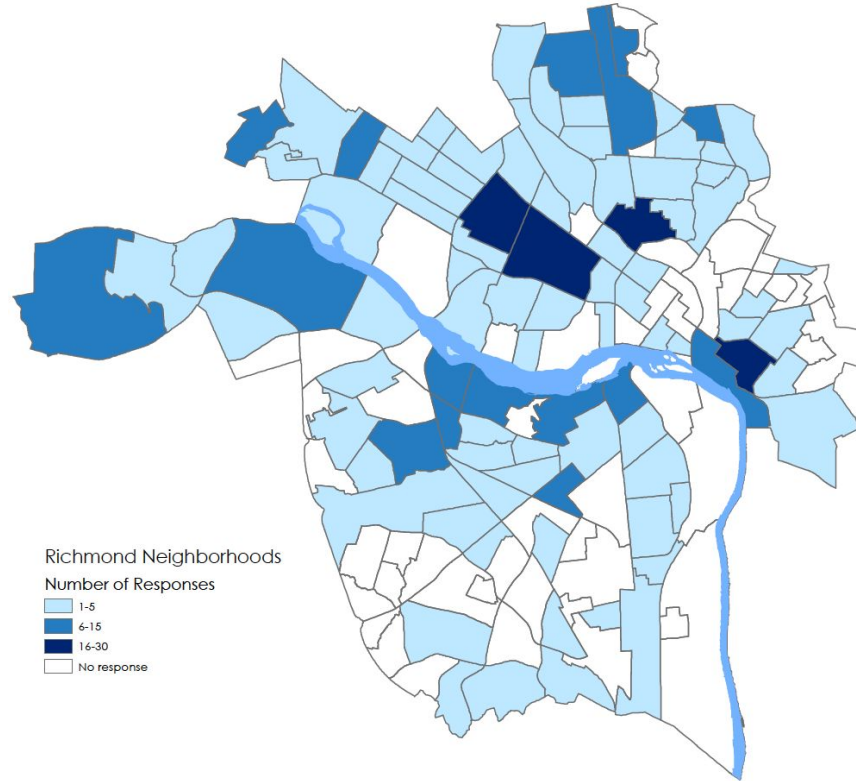 Richmond Neighborhoods
Number of Responses
1-5
6-15
16-30
No response